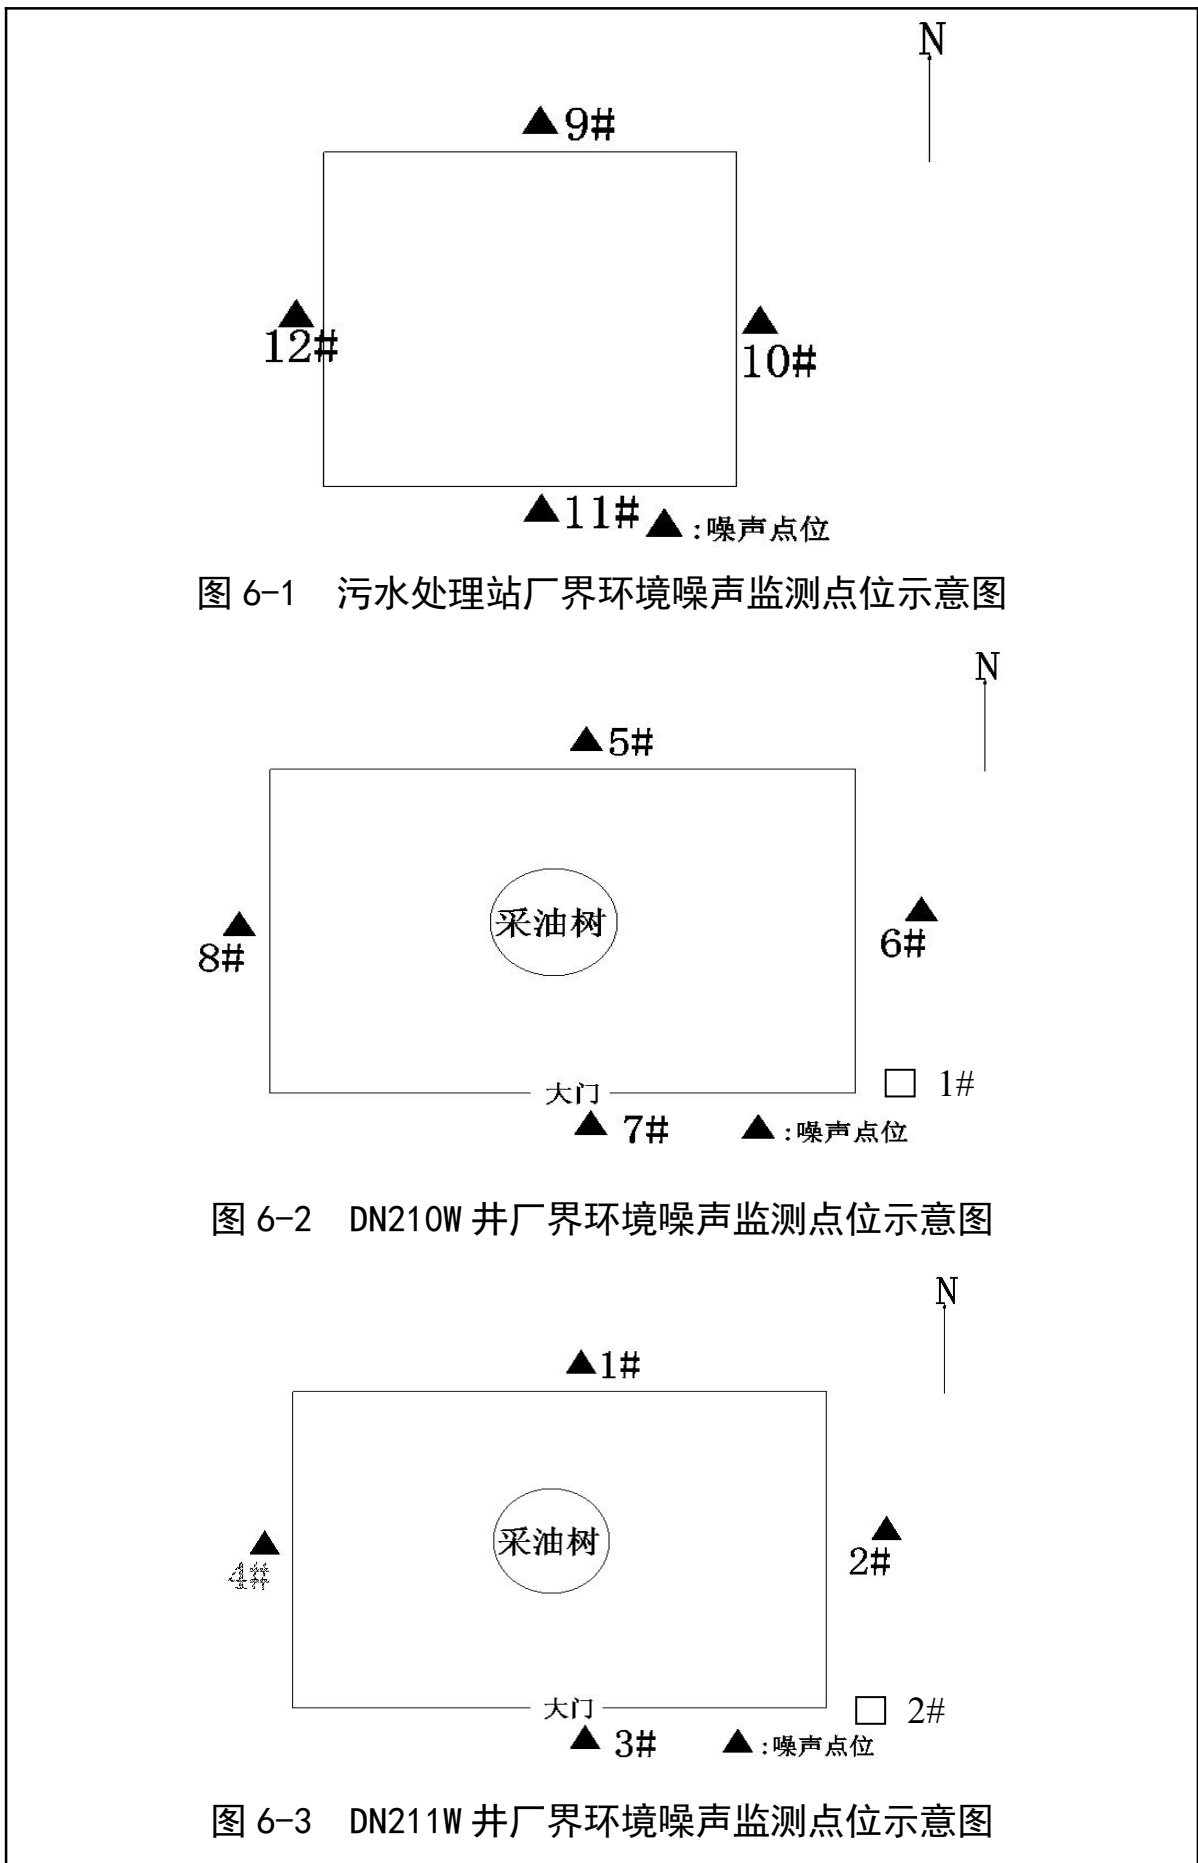 N
▲9#
▲12#
▲10#
▲11# ▲:噪声点位
图 6-1 污水处理站厂界环境噪声监测点位示意图
N
▲5#
采油树
▲8#
▲6#
大门
□ 1#
▲ 7# ▲:噪声点位
图 6-2 DN210W 井厂界环境噪声监测点位示意图
N
▲1#
采油树
▲4#
▲2#
大门
□ 2#
▲ 3# ▲:噪声点位
图 6-3 DN211W 井厂界环境噪声监测点位示意图